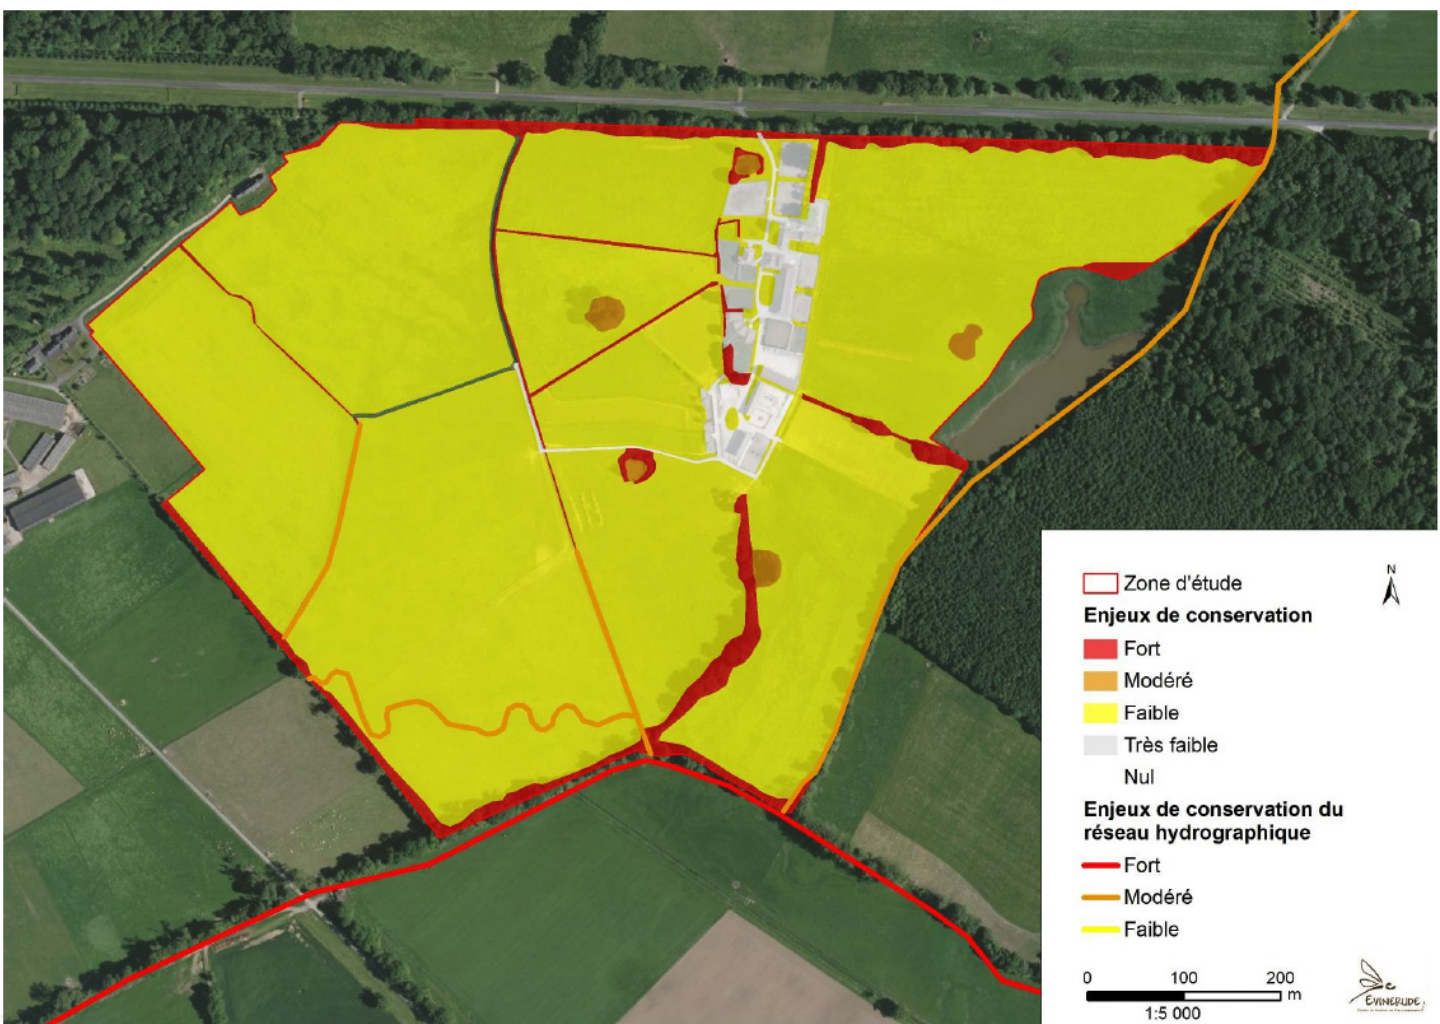 N
Zone d'étude
Enjeux de conservation
Fort
Modéré
Faible
Très faible
Nul
Enjeux de conservation du
réseau hydrographique
Fort
Modéré
Faible
0 100 200
m
1:5 000
EVINERUDE